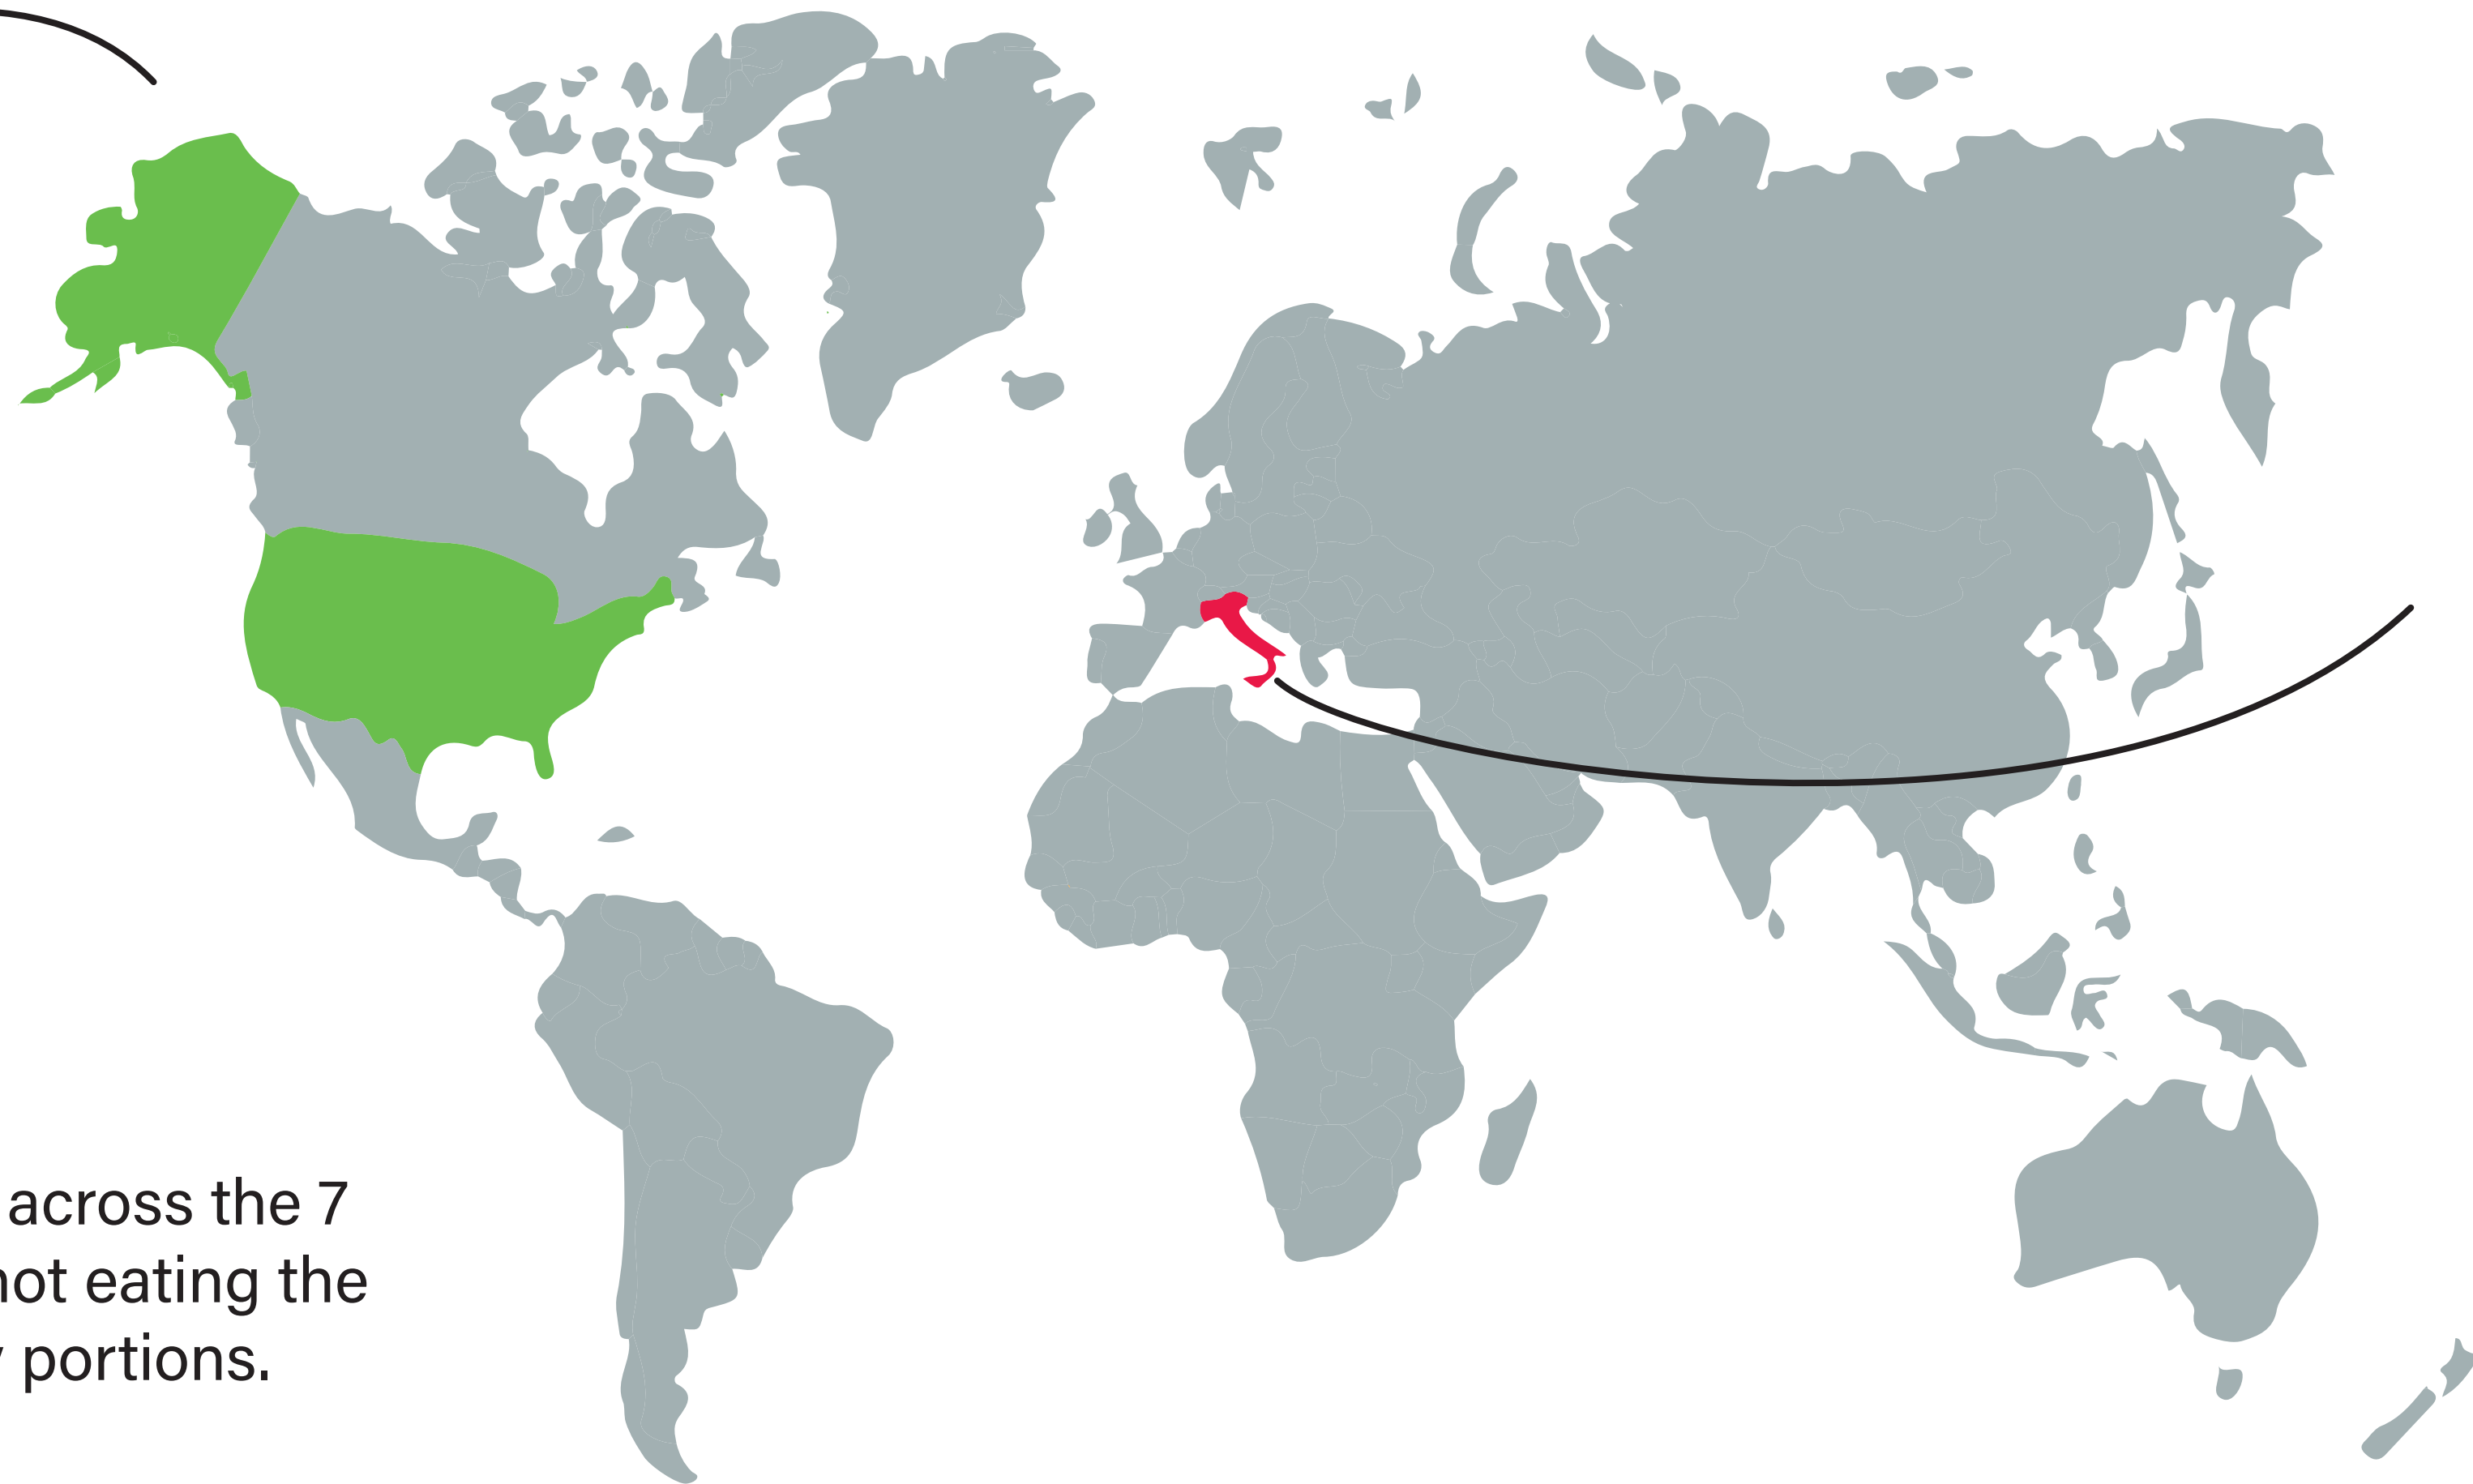 across the 7
not eating the
portions.